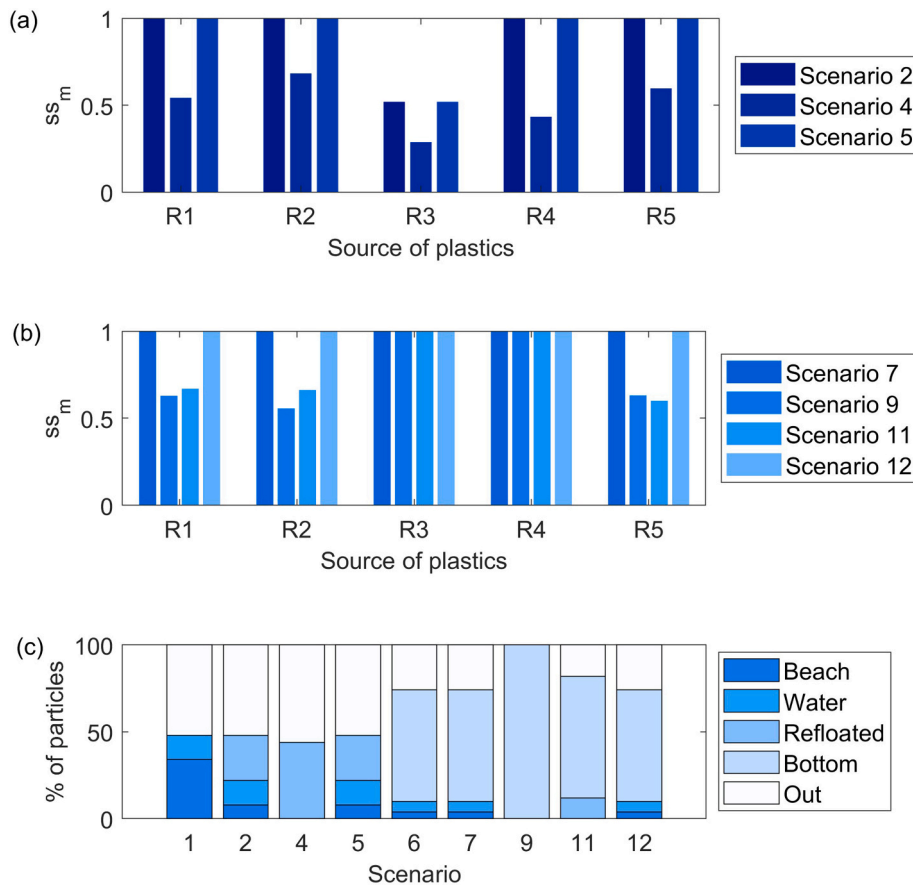 (a)
1
0.5
0
ss_m
R1 R2 R3 R4 R5
Source of plastics
Scenario 2
Scenario 4
Scenario 5
(b)
1
0.5
0
ss_m
R1 R2 R3 R4 R5
Source of plastics
Scenario 7
Scenario 9
Scenario 11
Scenario 12
(c)
100
50
0
% of particles
1 2 4 5 6 7 9 11 12
Scenario
Beach
Water
Refloated
Bottom
Out